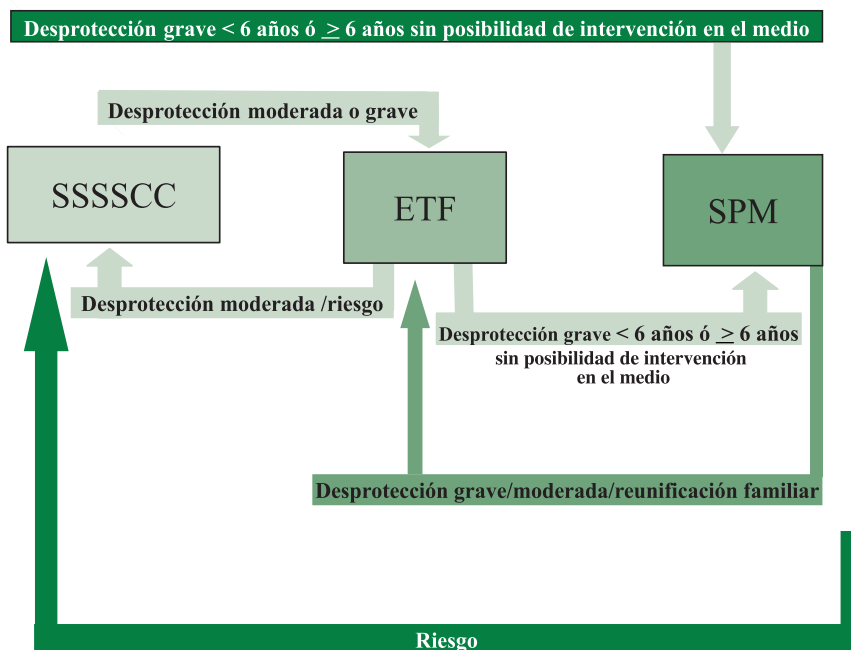 Desprotección grave < 6 años ó ≥ 6 años sin posibilidad de intervención en el medio
Desprotección moderada o grave
SSSSCC
ETF
SPM
Desprotección moderada /riesgo
Desprotección grave < 6 años ó ≥ 6 años
sin posibilidad de intervención
en el medio
Desprotección grave/moderada/reunificación familiar
Riesgo